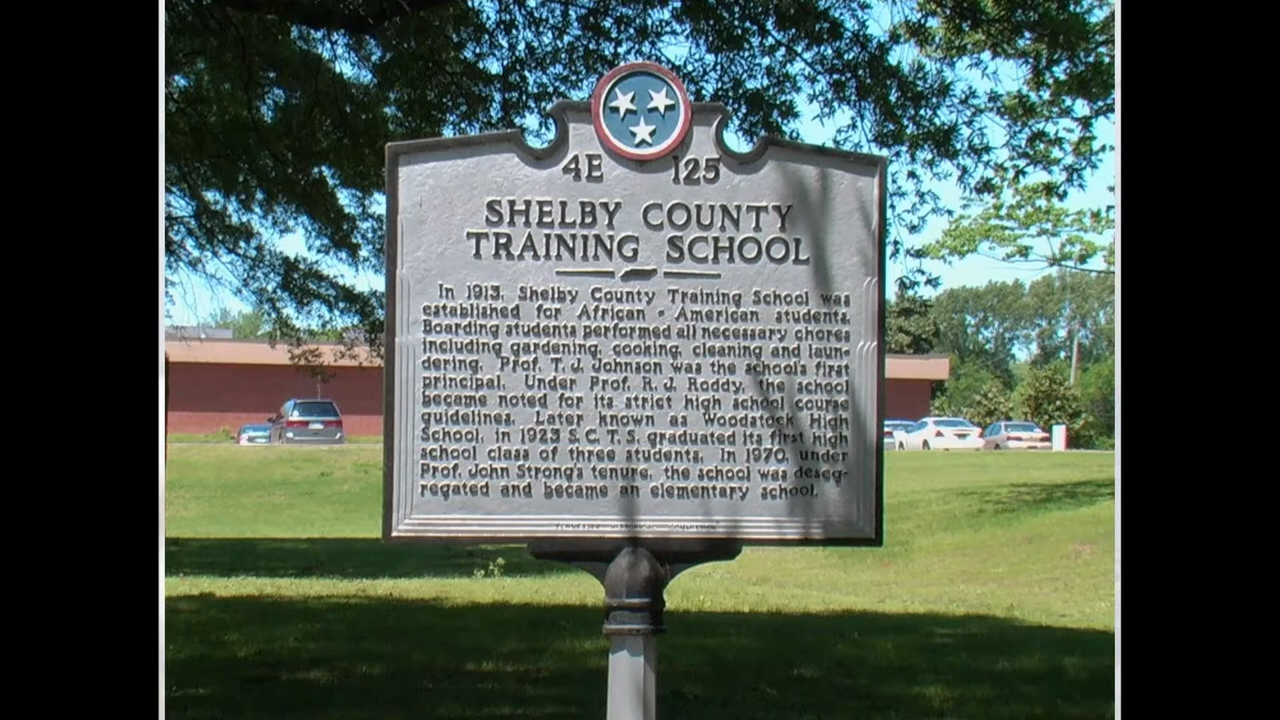 4E 125
SHELBY COUNTY
TRAINING SCHOOL
In 1913, Shelby County Training School was
established for African - American students.
Boarding students performed all necessary chores
including gardening, cooking, cleaning and laun-
dering. Prof. T. J. Johnson was the school's first
principal. Under Prof. R. J. Roddy, the school
became noted for its strict high school course
guidelines. Later known as Woodstock High
School, in 1923 S. C. T. S. graduated its first high
school class of three students. In 1970, under
Prof. John Strong's tenure, the school was deseg-
regated and became an elementary school.
TENNESSEE HISTORICAL COMMISSION